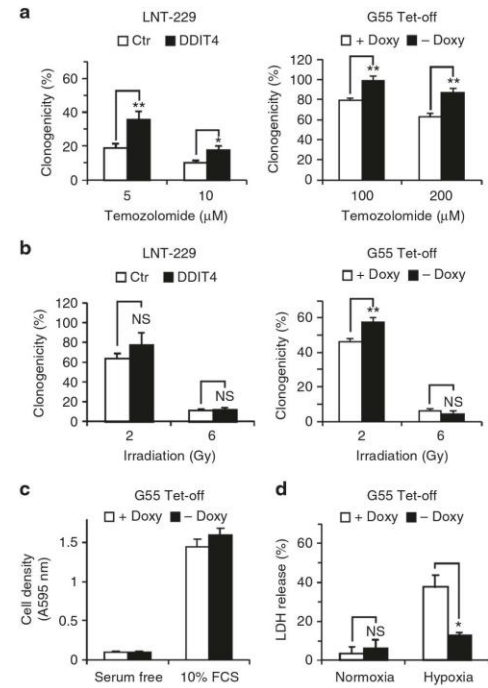 a
LNT-229
Ctr DDIT4
Clonogenicity (%)
60
40
20
0
**
*
5 10
Temozolomide (µM)
G55 Tet-off
+ Doxy – Doxy
Clonogenicity (%)
120
100
80
60
40
20
0
**
**
100 200
Temozolomide (µM)
b
LNT-229
Ctr DDIT4
Clonogenicity (%)
120
100
80
60
40
20
0
NS
NS
2 6
Irradiation (Gy)
G55 Tet-off
+ Doxy – Doxy
Clonogenicity (%)
60
40
20
0
**
NS
2 6
Irradiation (Gy)
c
G55 Tet-off
+ Doxy – Doxy
Cell density
(A595 nm)
1.5
1
0.5
0
Serum free 10% FCS
d
G55 Tet-off
+ Doxy – Doxy
LDH release (%)
60
40
20
0
NS
*
Normoxia Hypoxia